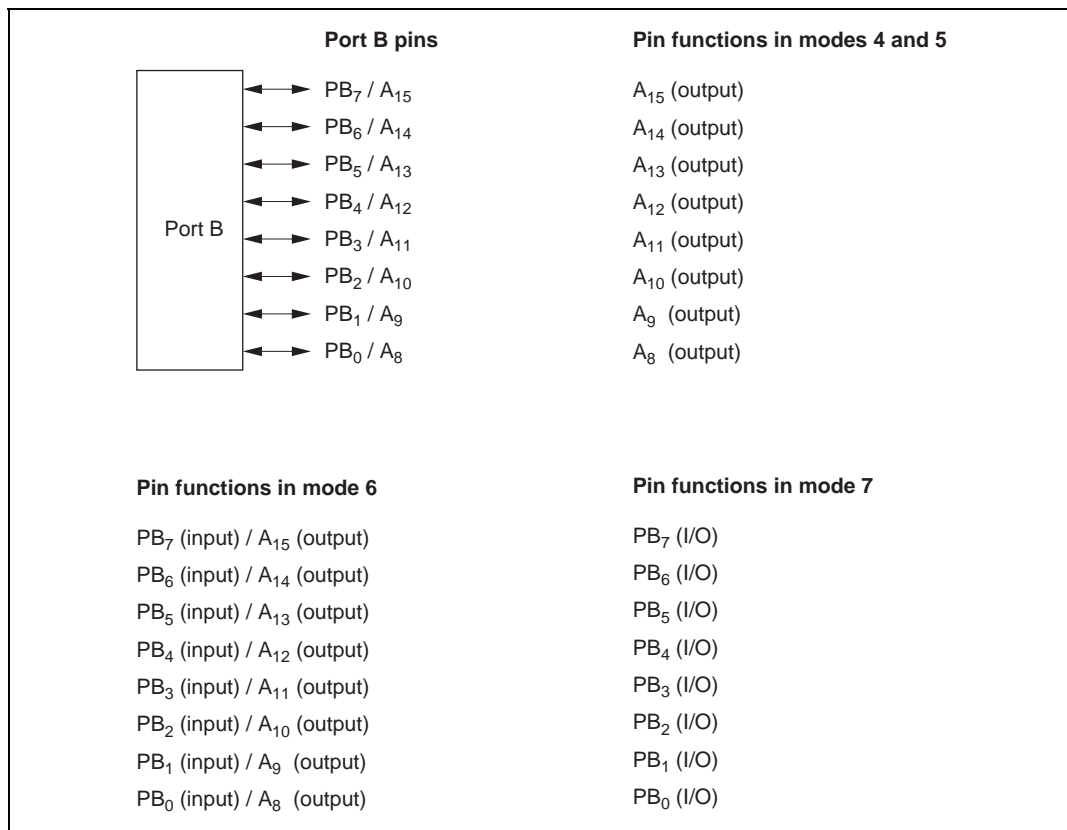 Port B pins Pin functions in modes 4 and 5
PB7 / A15 A15 (output)
PB6 / A14 A14 (output)
PB5 / A13 A13 (output)
PB4 / A12 A12 (output)
Port B
PB3 / A11 A11 (output)
PB2 / A10 A10 (output)
PB1 / A9 A9 (output)
PB0 / A8 A8 (output)
Pin functions in mode 6 Pin functions in mode 7
PB7 (input) / A15 (output) PB7 (I/O)
PB6 (input) / A14 (output) PB6 (I/O)
PB5 (input) / A13 (output) PB5 (I/O)
PB4 (input) / A12 (output) PB4 (I/O)
PB3 (input) / A11 (output) PB3 (I/O)
PB2 (input) / A10 (output) PB2 (I/O)
PB1 (input) / A9 (output) PB1 (I/O)
PB0 (input) / A8 (output) PB0 (I/O)